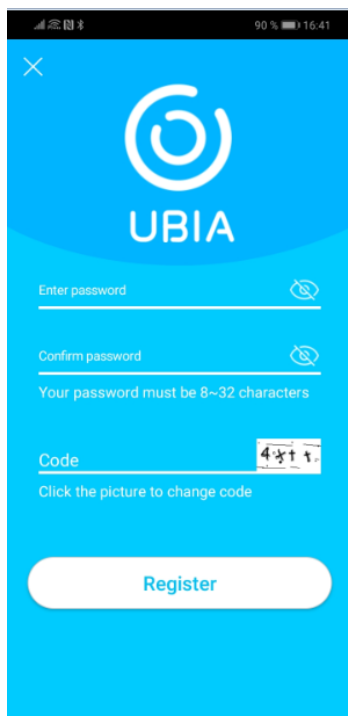 90 % 16:41
UBIA
Enter password
Confirm password
Your password must be 8~32 characters
Code
Click the picture to change code
Register